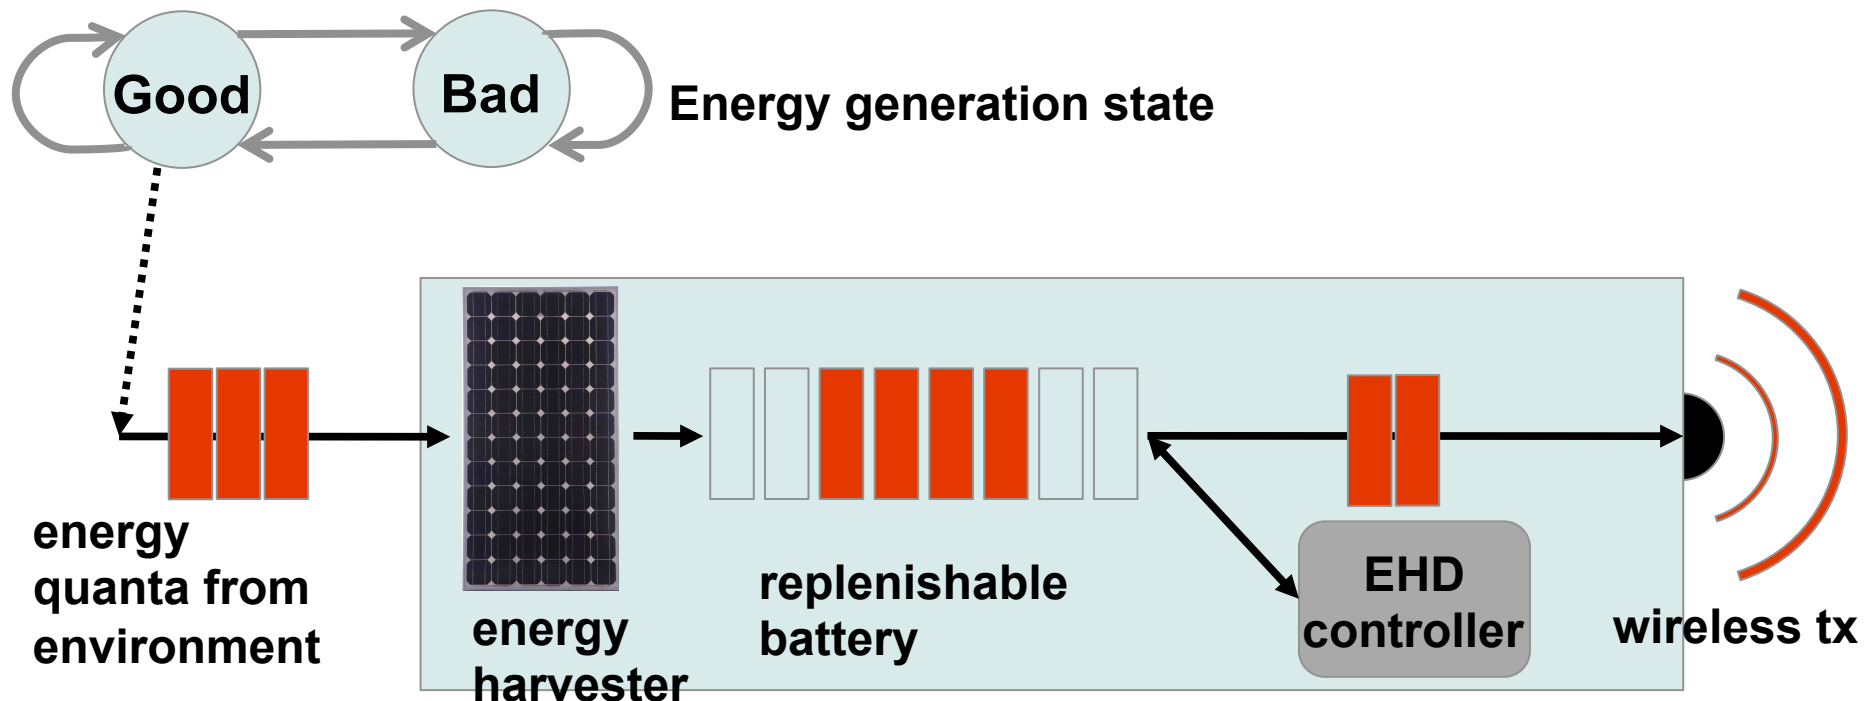 Good
Bad
Energy generation state
energy
quanta from
environment
energy
harvester
replenishable
battery
EHD
controller
wireless tx